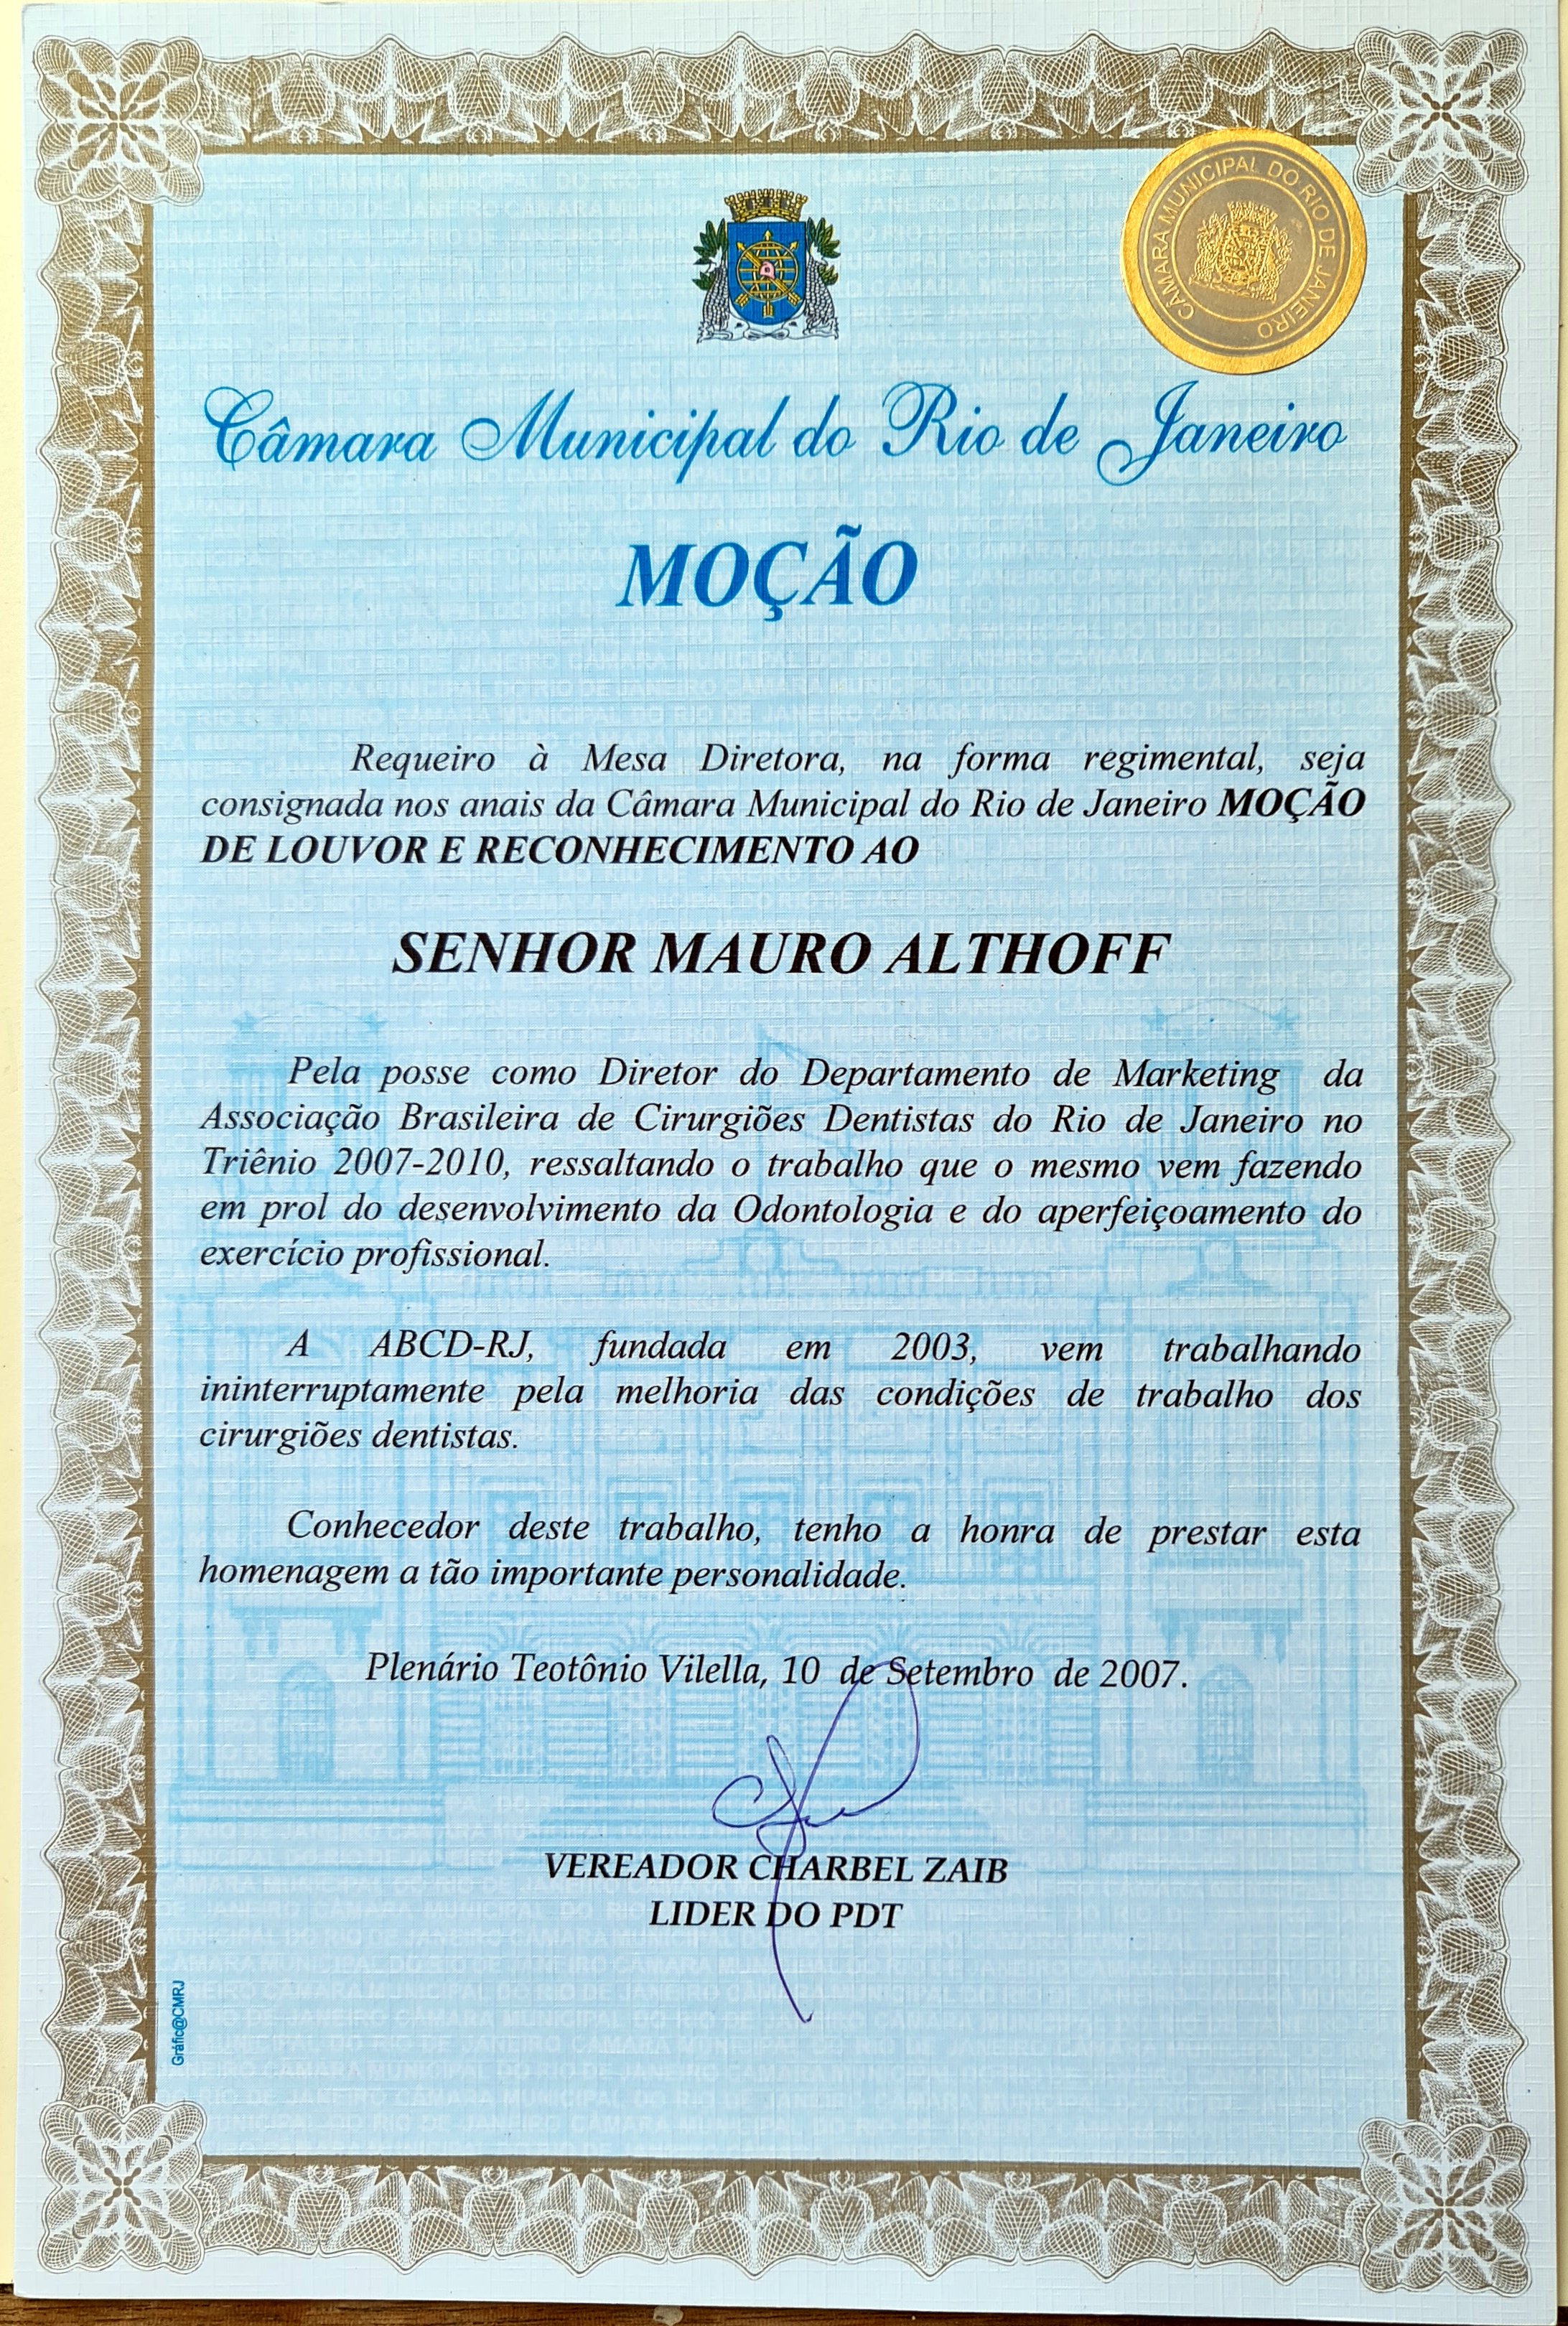 CÂMARA MUNICIPAL DO RIO DE JANEIRO
Câmara Municipal do Rio de Janeiro
MOÇÃO
Requeiro à Mesa Diretora, na forma regimental, seja
consignada nos anais da Câmara Municipal do Rio de Janeiro MOÇÃO
DE LOUVOR E RECONHECIMENTO AO
SENHOR MAURO ALTHOFF
Pela posse como Diretor do Departamento de Marketing da
Associação Brasileira de Cirurgiões Dentistas do Rio de Janeiro no
Triênio 2007-2010, ressaltando o trabalho que o mesmo vem fazendo
em prol do desenvolvimento da Odontologia e do aperfeiçoamento do
exercício profissional.
A ABCD-RJ, fundada em 2003, vem trabalhando
ininterruptamente pela melhoria das condições de trabalho dos
cirurgiões dentistas.
Conhecedor deste trabalho, tenho a honra de prestar esta
homenagem a tão importante personalidade.
Plenário Teotônio Vilella, 10 de Setembro de 2007.
VEREADOR CHARBEL ZAIB
LIDER DO PDT
Gráfic@CMRJ